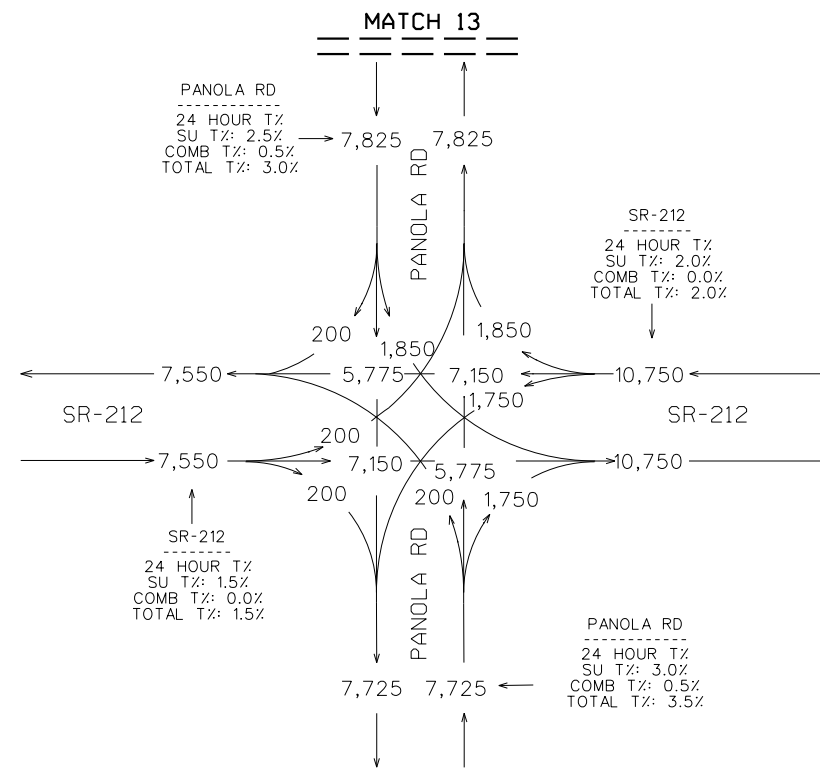 MATCH 13
PANOLA RD
24 HOUR T%
SU T%: 2.5%
COMB T%: 0.5%
TOTAL T%: 3.0%
7,825 7,825
PANOLA RD
SR-212
24 HOUR T%
SU T%: 2.0%
COMB T%: 0.0%
TOTAL T%: 2.0%
200
1,850
1,850
7,550
5,775
7,150
10,750
1,750
SR-212
SR-212
200
7,550
7,150
5,775
10,750
200
200
1,750
SR-212
24 HOUR T%
SU T%: 1.5%
COMB T%: 0.0%
TOTAL T%: 1.5%
PANOLA RD
PANOLA RD
24 HOUR T%
SU T%: 3.0%
COMB T%: 0.5%
TOTAL T%: 3.5%
7,725 7,725